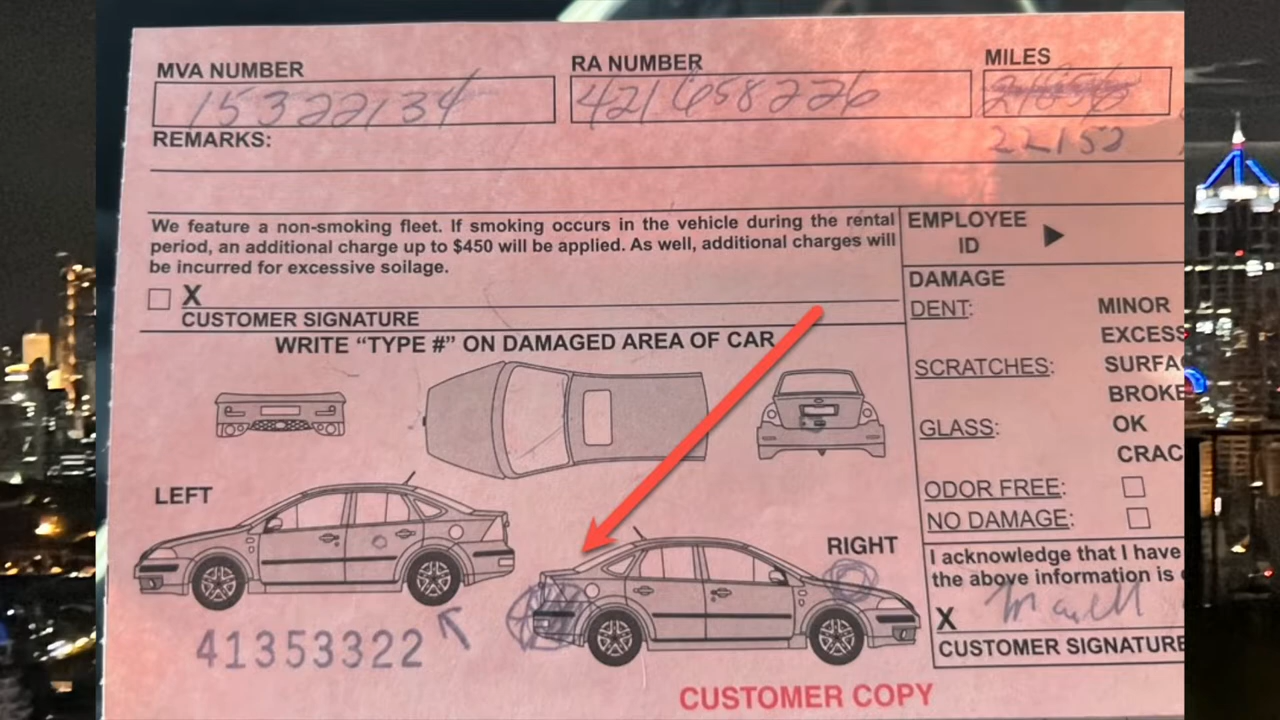 MVA NUMBER
15322134
RA NUMBER
421658226
MILES
22152
REMARKS:
We feature a non-smoking fleet. If smoking occurs in the vehicle during the rental
period, an additional charge up to $450 will be applied. As well, additional charges will
be incurred for excessive soilage.
X
CUSTOMER SIGNATURE
EMPLOYEE
ID
WRITE “TYPE #” ON DAMAGED AREA OF CAR
LEFT
RIGHT
41353322
DAMAGE
DENT: MINOR
EXCESS
SCRATCHES: SURFA
BROKE
GLASS: OK
CRAC
ODOR FREE:
NO DAMAGE:
I acknowledge that I have
the above information is
X
CUSTOMER SIGNATURE
CUSTOMER COPY